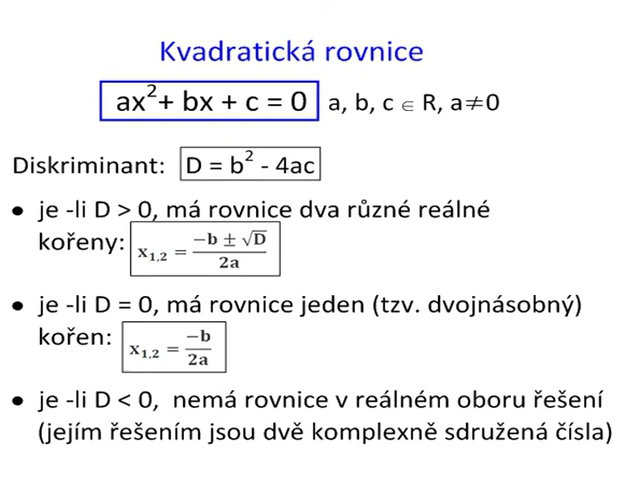 Kvadratická rovnice
ax²+ bx + c = 0 a, b, c ∈ R, a≠0
Diskriminant: D = b² - 4ac
• je -li D > 0, má rovnice dva různé reálné
kořeny: x₁,₂ = (−b ± √D) / 2a
• je -li D = 0, má rovnice jeden (tzv. dvojnásobný)
kořen: x₁,₂ = −b / 2a
• je -li D < 0, nemá rovnice v reálném oboru řešení
(jejím řešením jsou dvě komplexně sdružená čísla)